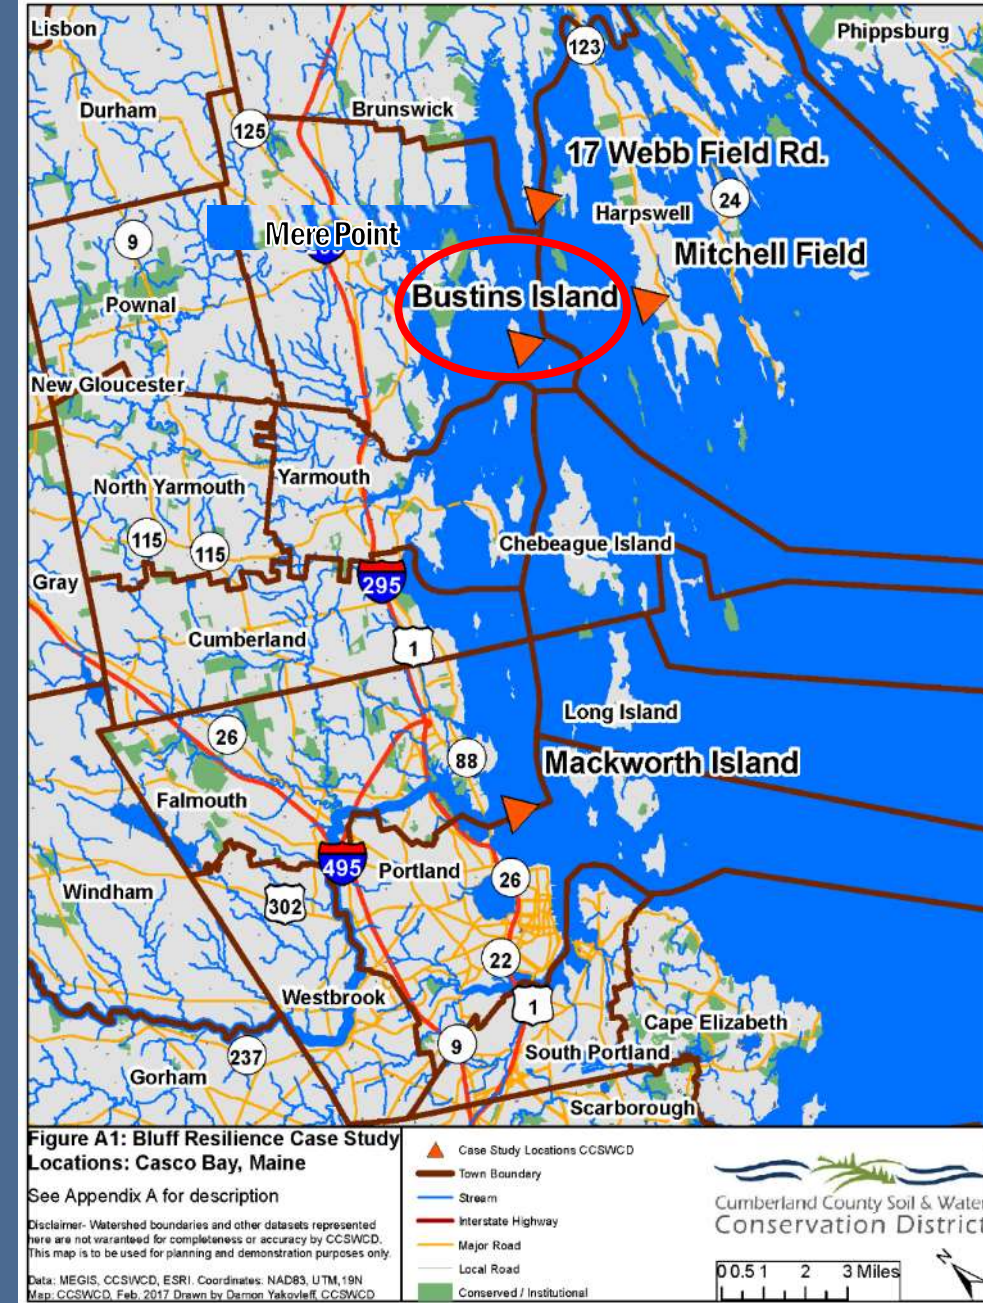 Lisbon
Phippsburg
123
Durham
Brunswick
125
17 Webb Field Rd.
24
Harpswell
9
Mere Point
Mitchell Field
Pownal
Bustins Island
New Gloucester
North Yarmouth
Yarmouth
115
115
Chebeague Island
Gray
295
Cumberland
1
Long Island
26
88
Mackworth Island
Falmouth
495
Portland
26
Windham
302
22
Westbrook
1
Cape Elizabeth
9
237
South Portland
Gorham
Scarborough
Figure A1: Bluff Resilience Case Study
Locations: Casco Bay, Maine
See Appendix A for description
Disclaimer- Watershed boundaries and other datasets represented
here are not warranteed for completeness or accuracy by CCSWCD.
This map is to be used for planning and demonstration purposes only.
Data: MEGIS, CCSWCD, ESRI. Coordinates: NAD83, UTM,19N
Map: CCSWCD, Feb. 2017 Drawn by Damon Yakovleff, CCSWCD
Case Study Locations CCSWCD
Town Boundary
Stream
Interstate Highway
Major Road
Local Road
Conserved / Institutional
Cumberland County Soil & Water
Conservation District
0 0.5 1 2 3 Miles
N